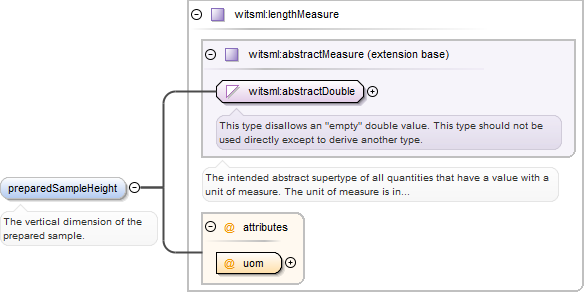 witsml:lengthMeasure
witsml:abstractMeasure (extension base)
witsml:abstractDouble
This type disallows an "empty" double value. This type should not be
used directly except to derive another type.
preparedSampleHeight
The vertical dimension of the
prepared sample.
The intended abstract supertype of all quantities that have a value with a
unit of measure. The unit of measure is in...
@ attributes
@ uom